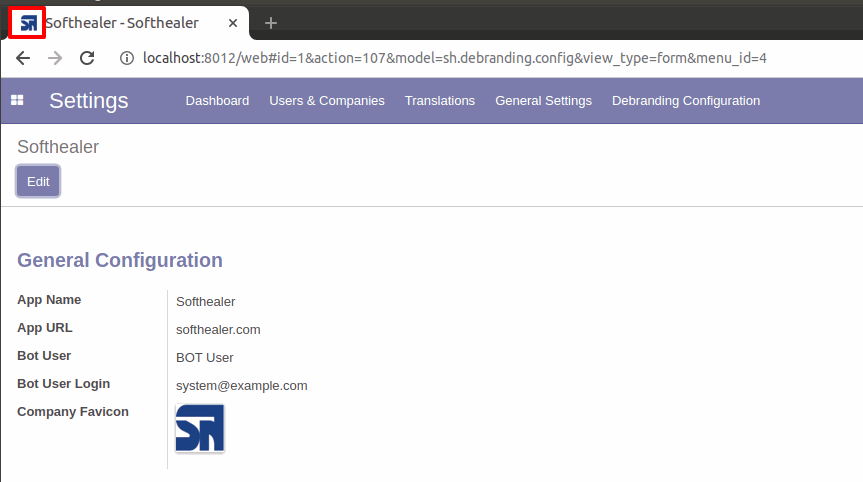 SR Softhealer - Softhealer
localhost:8012/web#id=1&action=107&model=sh.debranding.config&view_type=form&menu_id=4
Settings Dashboard Users & Companies Translations General Settings Debranding Configuration
Softhealer
Edit
General Configuration
App Name Softhealer
App URL softhealer.com
Bot User BOT User
Bot User Login system@example.com
Company Favicon SR